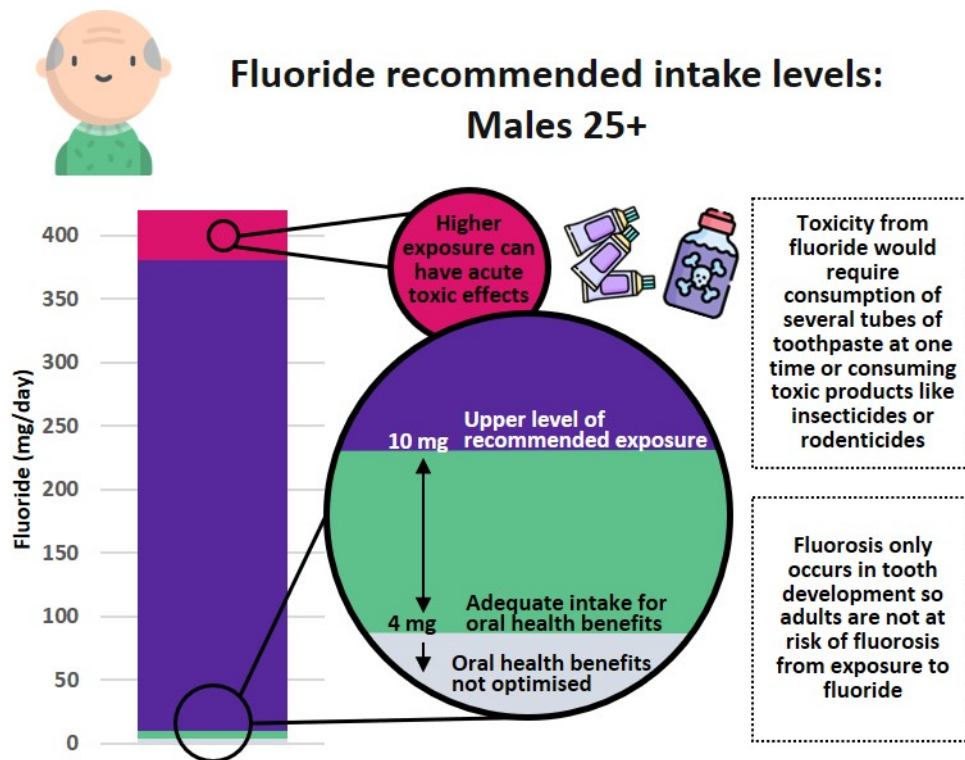 Fluoride recommended intake levels:
Males 25+
Fluoride (mg/day)
400
350
300
250
200
150
100
50
0
Higher
exposure can
have acute
toxic effects
Upper level of
10 mg recommended exposure
Adequate intake for
4 mg oral health benefits
Oral health benefits
not optimised
Toxicity from
fluoride would
require
consumption of
several tubes of
toothpaste at one
time or consuming
toxic products like
insecticides or
rodenticides
Fluorosis only
occurs in tooth
development so
adults are not at
risk of fluorosis
from exposure to
fluoride